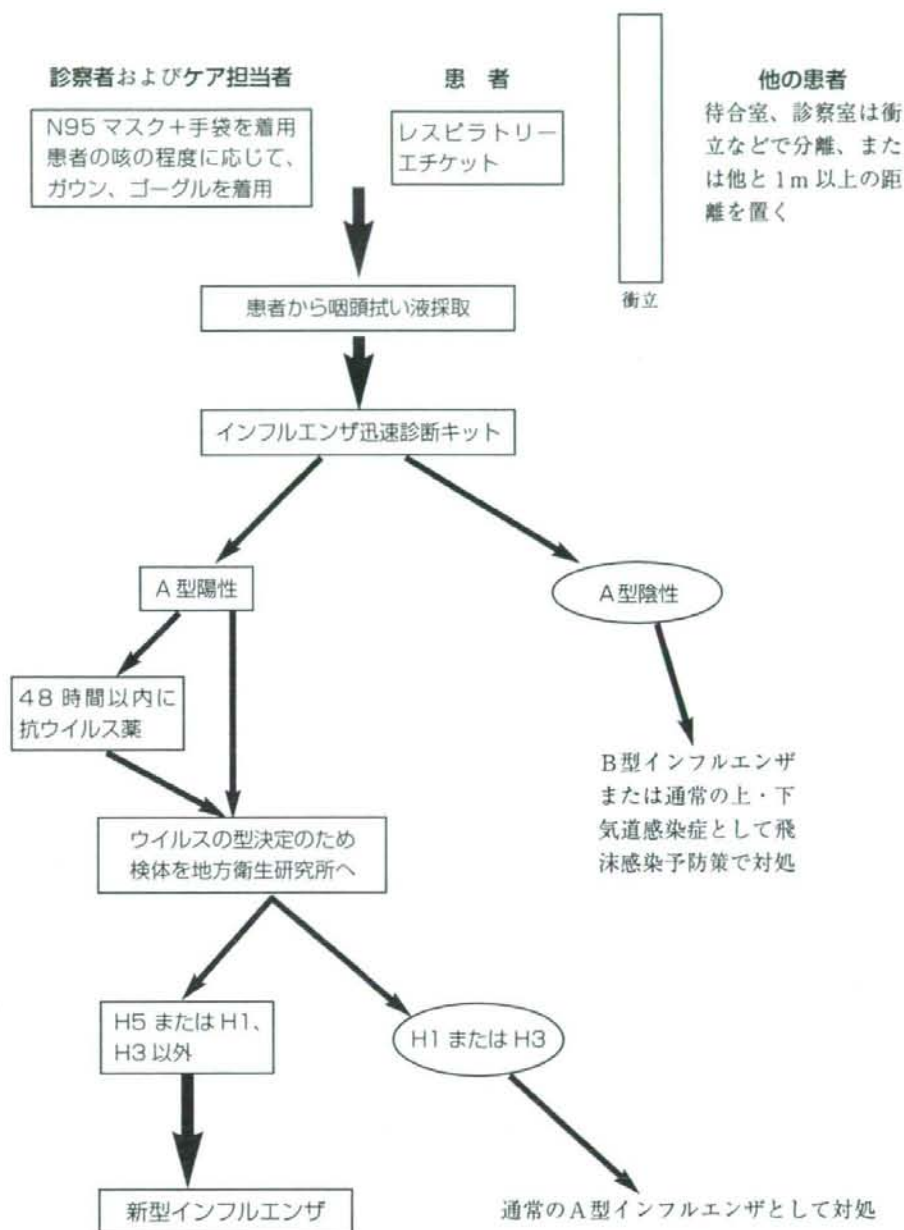 診察者およびケア担当者
N95 マスク＋手袋を着用
患者の咳の程度に応じて、
ガウン、ゴーグルを着用
患 者
レスピラトリー
エチケット
他の患者
待合室、診察室は衝
立などで分離、また
は他と1m以上の距
離を置く
衝立
患者から咽頭拭い液採取
インフルエンザ迅速診断キット
A 型陽性
A型陰性
48 時間以内に
抗ウイルス薬
B型インフルエンザ
または通常の上・下
気道感染症として飛
沫感染予防策で対処
ウイルスの型決定のため
検体を地方衛生研究所へ
H5 または H1、
H3 以外
H1 または H3
新型インフルエンザ
通常のA型インフルエンザとして対処